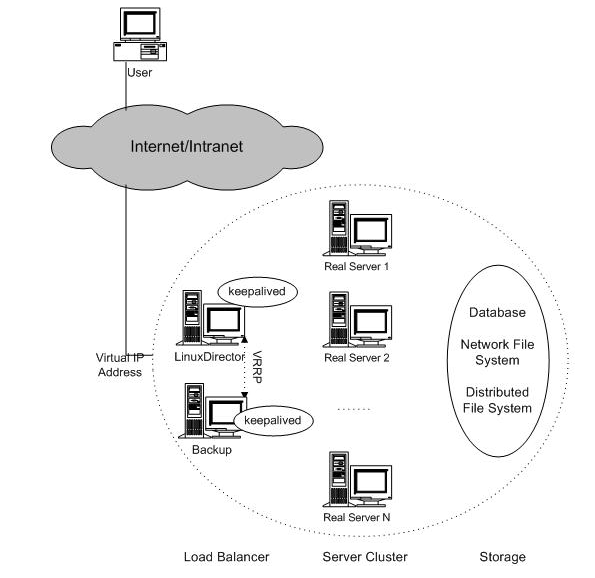 User
Internet/Intranet
Real Server 1
keepalived
LinuxDirector
Virtual IP
Address
VRRP
Real Server 2
keepalived
Backup
......
Real Server N
Database
Network File
System
Distributed
File System
Load Balancer
Server Cluster
Storage